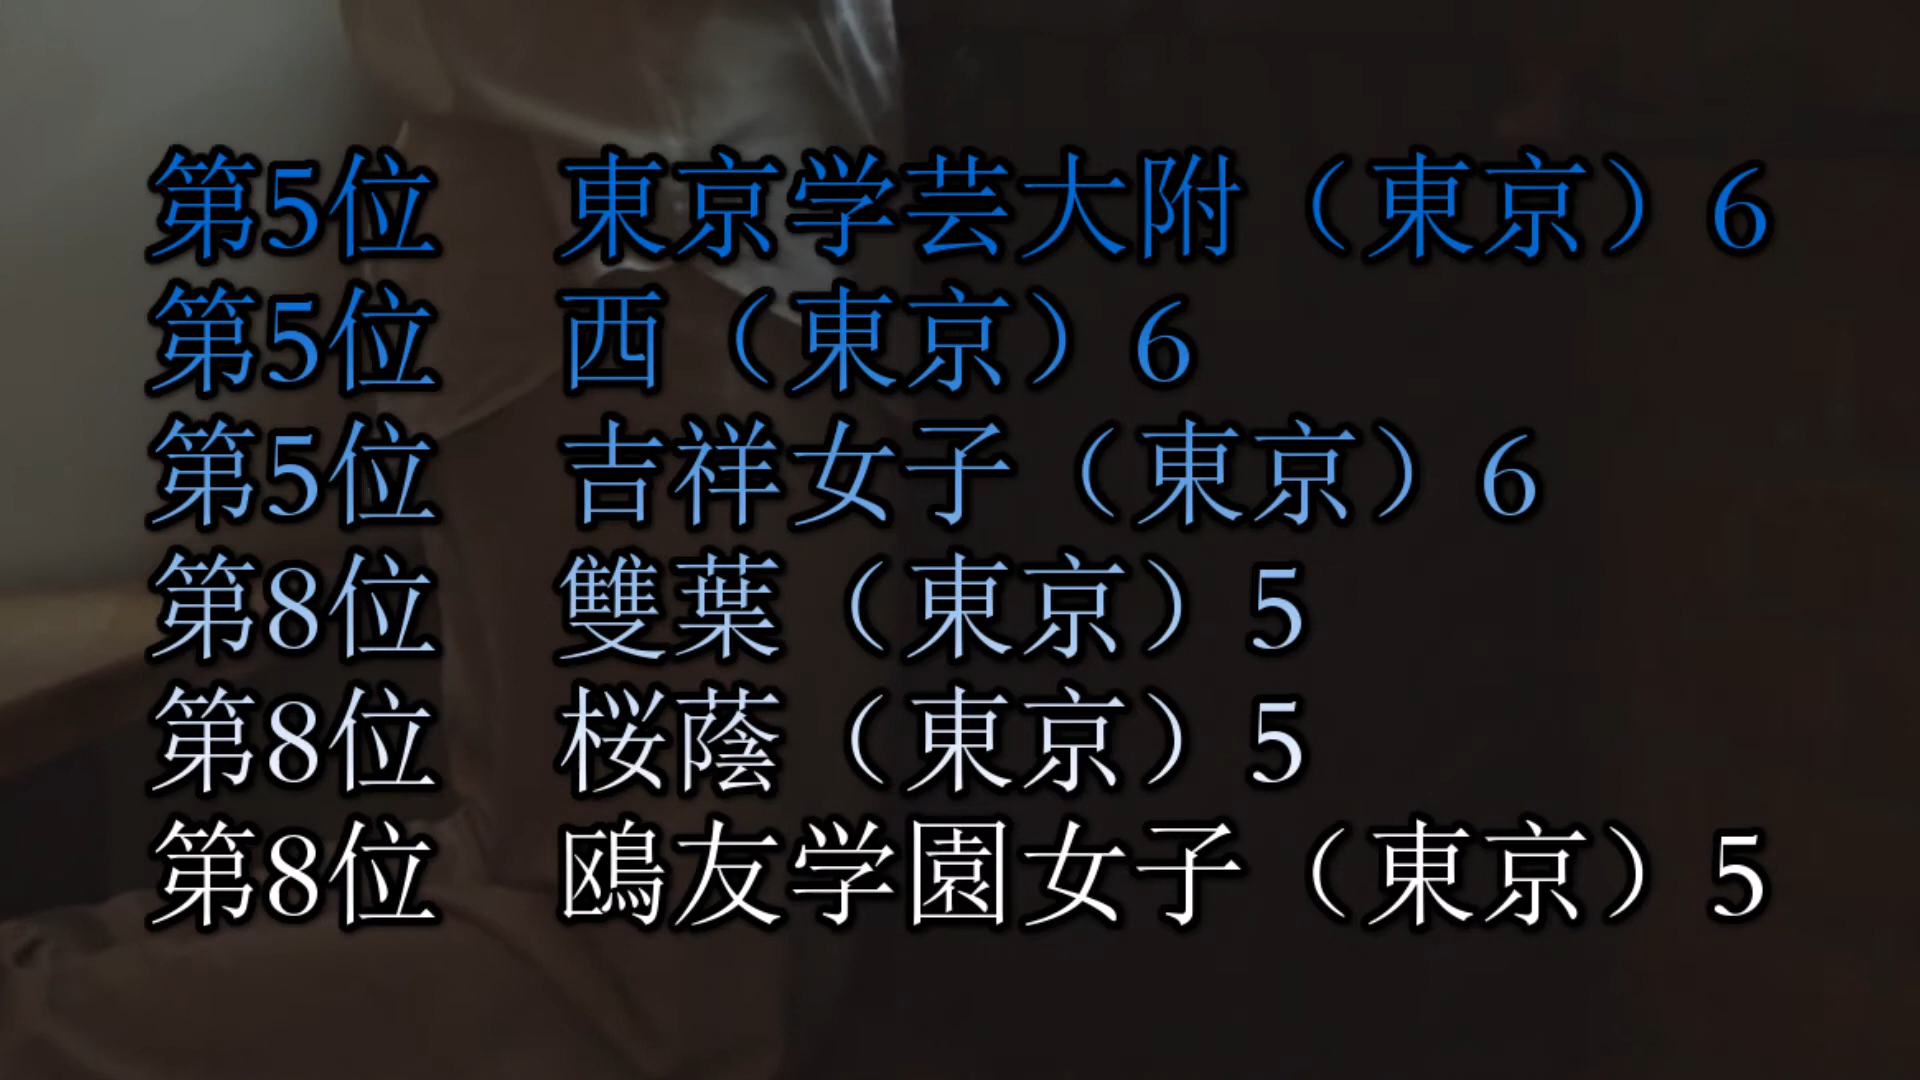 第5位　東京学芸大附（東京）6
第5位　西（東京）6
第5位　吉祥女子（東京）6
第8位　雙葉（東京）5
第8位　桜蔭（東京）5
第8位　鴎友学園女子（東京）5